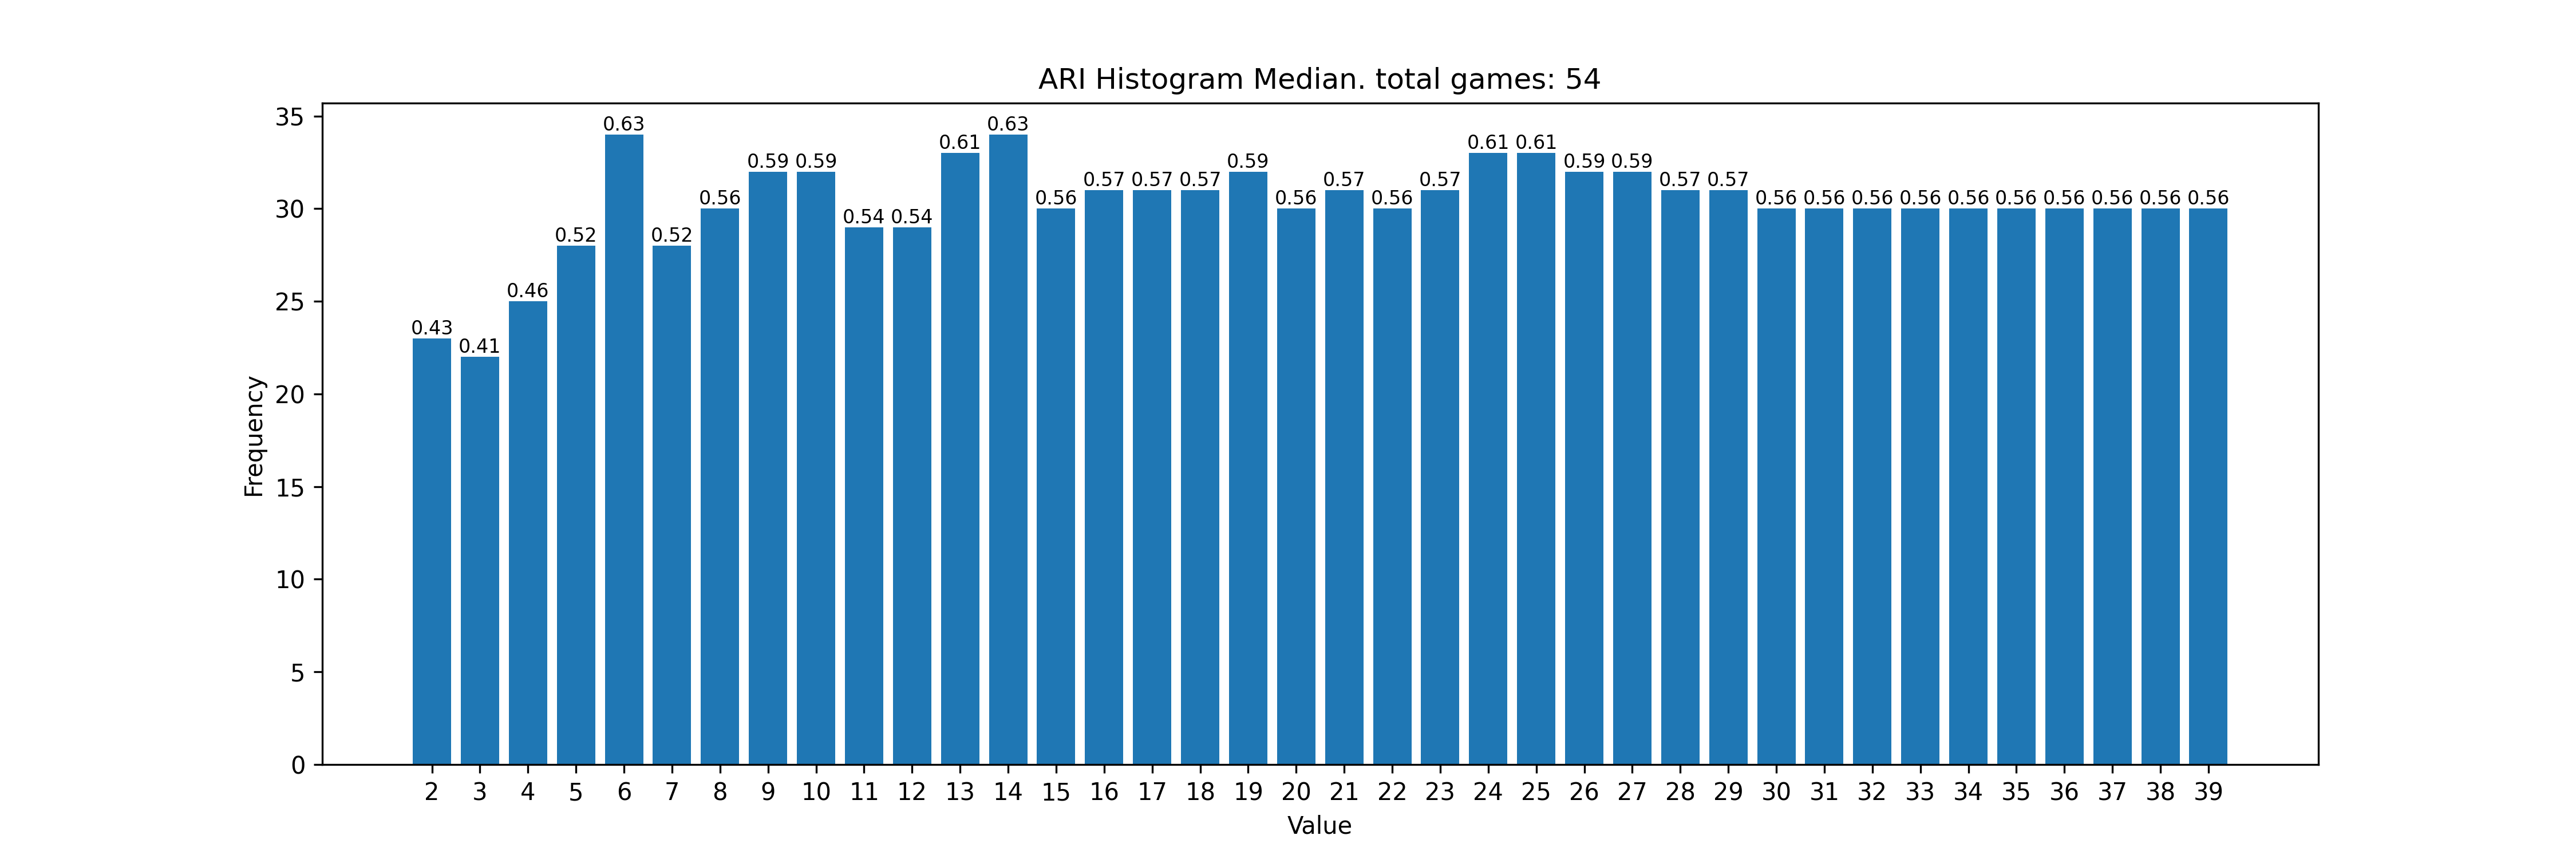 ARI Histogram Median. total games: 54
35
30
25
20
15
10
5
0
Frequency
0.43 0.41 0.46 0.52 0.63 0.52 0.56 0.59 0.59 0.54 0.54 0.61 0.63 0.56 0.57 0.57 0.57 0.59 0.56 0.57 0.56 0.57 0.61 0.61 0.59 0.59 0.57 0.57 0.56 0.56 0.56 0.56 0.56 0.56 0.56 0.56 0.56 0.56
2 3 4 5 6 7 8 9 10 11 12 13 14 15 16 17 18 19 20 21 22 23 24 25 26 27 28 29 30 31 32 33 34 35 36 37 38 39
Value